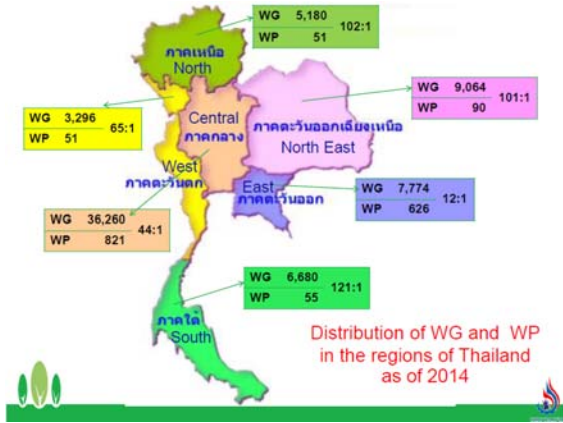 WG 5,180
WP 51
102:1
ภาคเหนือ
North
WG 9,064
WP 90
101:1
WG 3,296
WP 51
65:1
Central
ภาคกลาง
ภาคตะวันออกเฉียงเหนือ
North East
West
ภาคตะวันตก
East
ภาคตะวันออก
WG 7,774
WP 626
12:1
WG 36,260
WP 821
44:1
WG 6,680
WP 55
121:1
ภาคใต้
South
Distribution of WG and WP
in the regions of Thailand
as of 2014